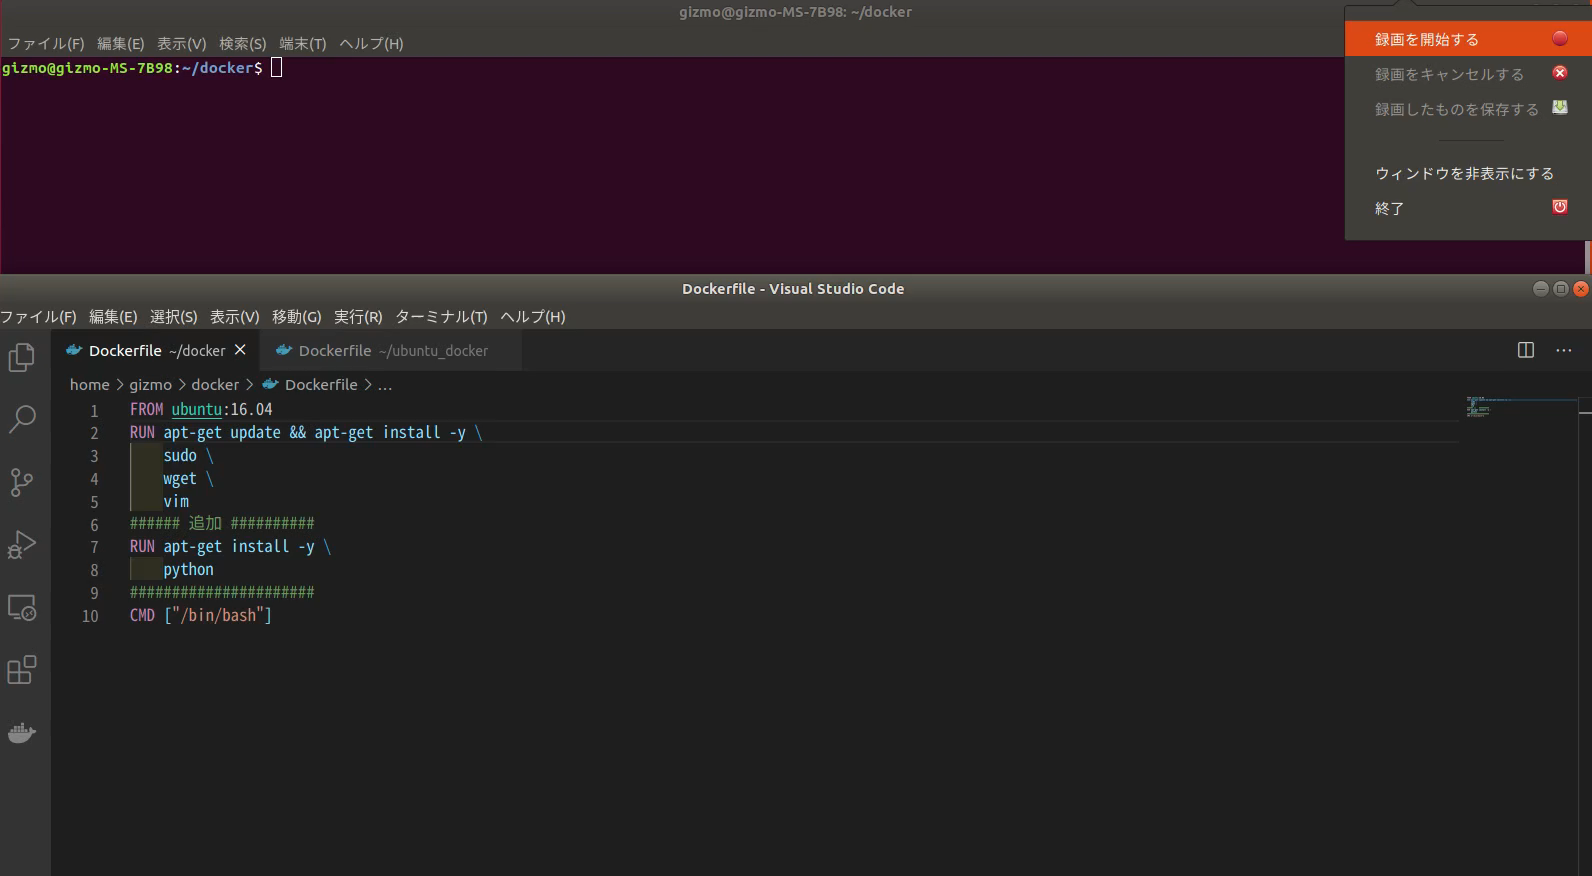 gizmo@gizmo-MS-7B98: ~/docker
ファイル(F) 編集(E) 表示(V) 検索(S) 端末(T) ヘルプ(H)
gizmo@gizmo-MS-7B98:~/docker$
録画を開始する
録画をキャンセルする
録画したものを保存する
ウィンドウを非表示にする
終了
Dockerfile - Visual Studio Code
ファイル(F) 編集(E) 選択(S) 表示(V) 移動(G) 実行(R) ターミナル(T) ヘルプ(H)
Dockerfile ~/docker Dockerfile ~/ubuntu_docker
home > gizmo > docker > Dockerfile > ...
1 FROM ubuntu:16.04
2 RUN apt-get update && apt-get install -y \
3 sudo \
4 wget \
5 vim
6 ###### 追加 ##########
7 RUN apt-get install -y \
8 python
9 ######################
10 CMD ["/bin/bash"]